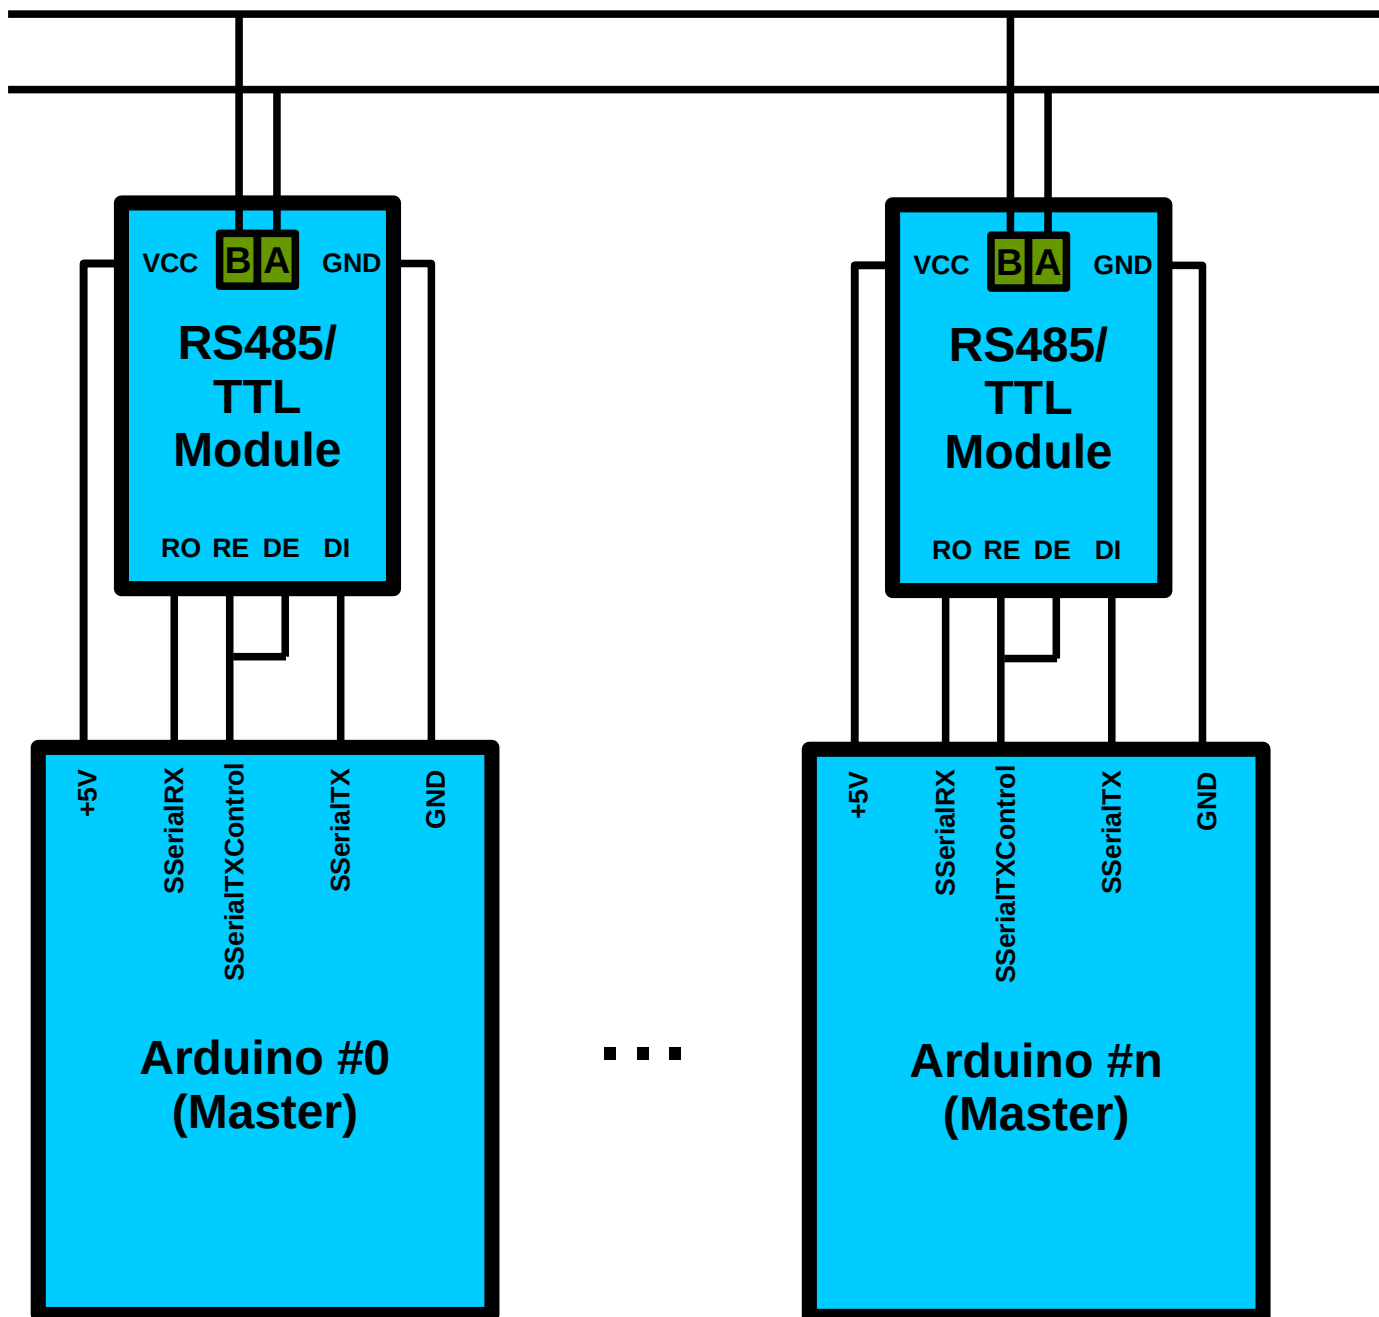 VCC B A GND
RS485/
TTL
Module
RO RE DE DI
+5V
SSerialRX
SSerialTXControl
SSerialTX
GND
Arduino #0
(Master)
...
VCC B A GND
RS485/
TTL
Module
RO RE DE DI
+5V
SSerialRX
SSerialTXControl
SSerialTX
GND
Arduino #n
(Master)